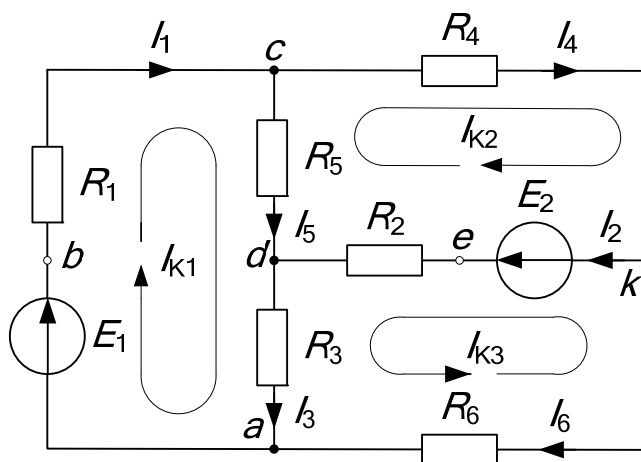 I1 c R4 I4
R1 R5 IK2
b IK1 I5 R2 e E2 I2
d k
E1 R3 IK3
a I3 R6 I6